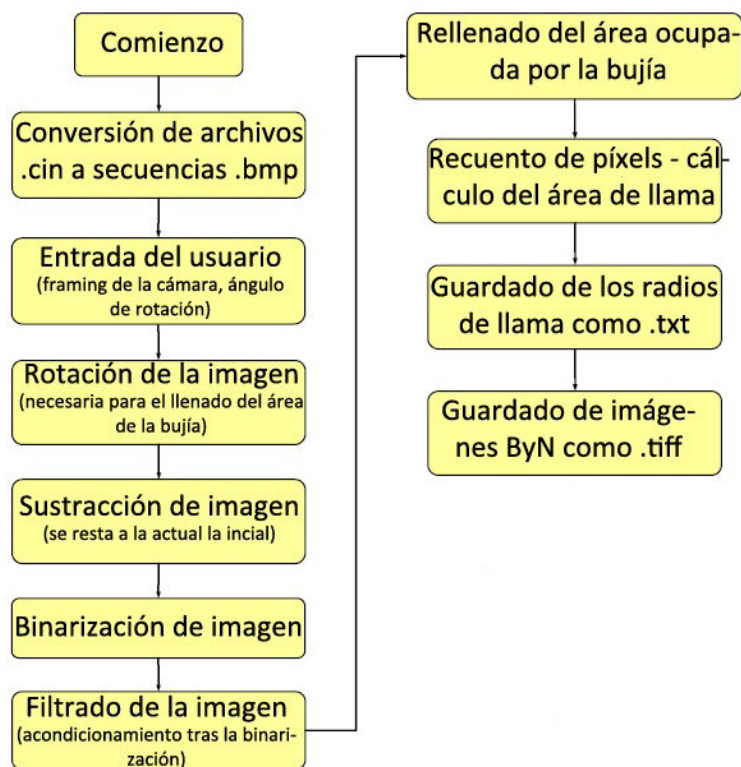 Comienzo
Conversión de archivos
.cin a secuencias .bmp
Entrada del usuario
(framing de la cámara, ángulo
de rotación)
Rotación de la imagen
(necesaria para el llenado del área
de la bujía)
Sustracción de imagen
(se resta a la actual la incial)
Binarización de imagen
Filtrado de la imagen
(acondicionamiento tras la binari-
zación)
Rellenado del área ocupa-
da por la bujía
Recuento de píxels - cál-
culo del área de llama
Guardado de los radios
de llama como .txt
Guardado de imáge-
nes ByN como .tiff